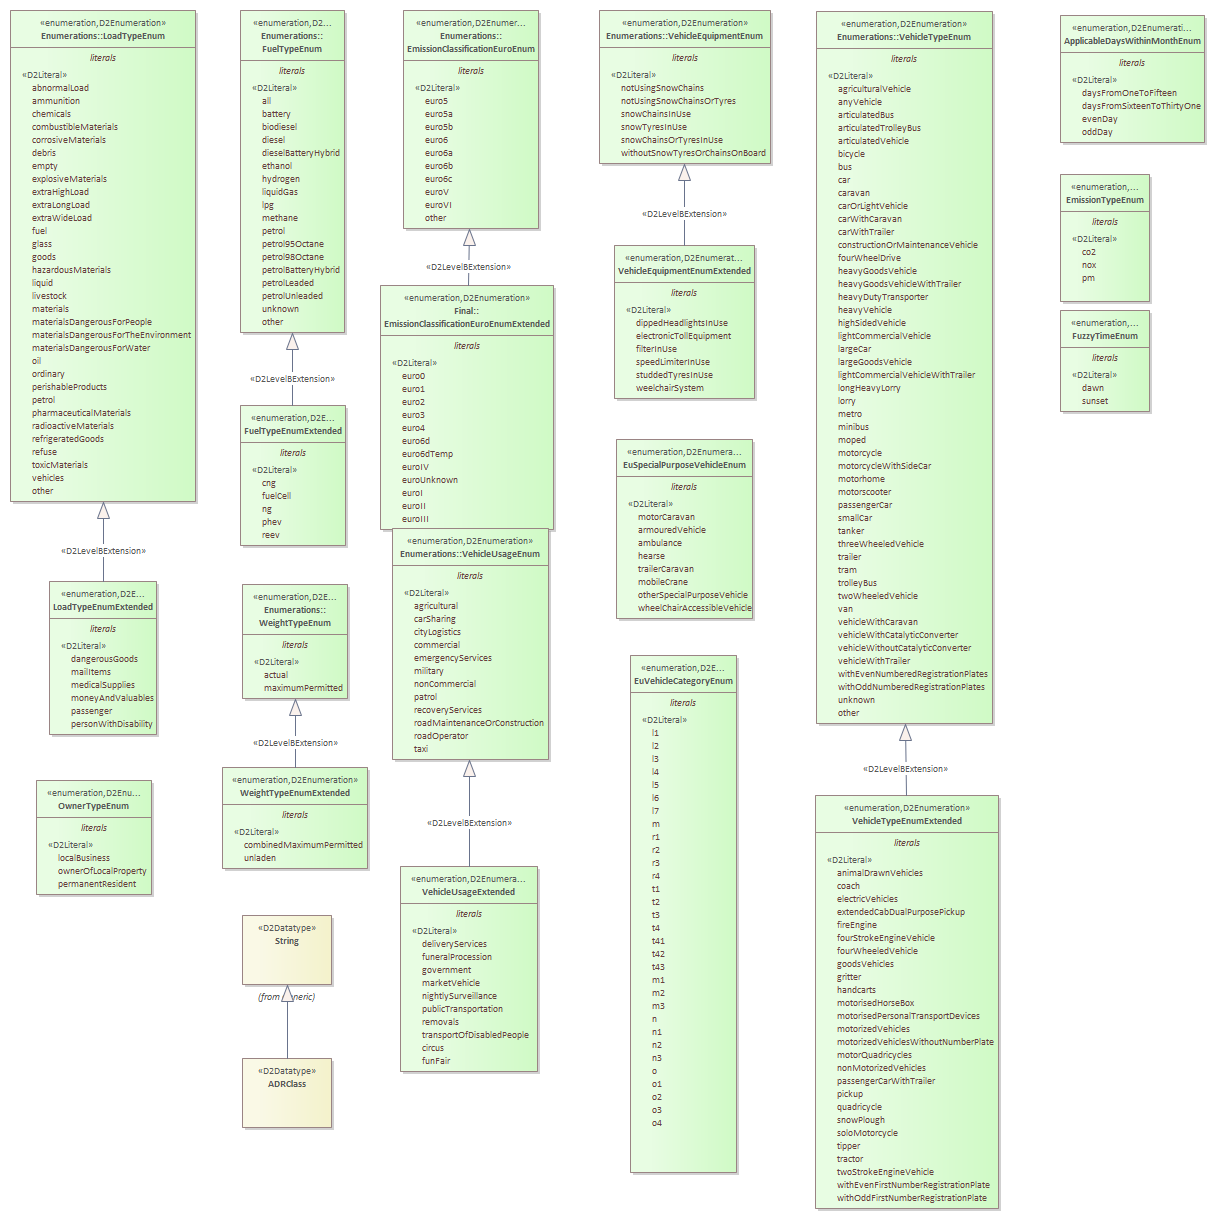 «enumeration,D2Enumeration»
Enumerations::LoadTypeEnum
literals
«D2Literal»
abnormalLoad
ammunition
chemicals
combustibleMaterials
corrosiveMaterials
debris
empty
explosiveMaterials
extraHighLoad
extraLongLoad
extraWideLoad
fuel
glass
goods
hazardousMaterials
liquid
livestock
materials
materialsDangerousForPeople
materialsDangerousForTheEnvironment
materialsDangerousForWater
oil
ordinary
perishableProducts
petrol
pharmaceuticalMaterials
radioactiveMaterials
refrigeratedGoods
refuse
toxicMaterials
vehicles
other
«D2LevelBExtension»
«enumeration,D2E...
LoadTypeEnumExtended
literals
«D2Literal»
dangerousGoods
mailItems
medicalSupplies
moneyAndValuables
passenger
personWithDisability
«enumeration,D2Enu...
OwnerTypeEnum
literals
«D2Literal»
localBusiness
ownerOfLocalProperty
permanentResident
«enumeration,D2...
Enumerations::
FuelTypeEnum
literals
«D2Literal»
all
battery
biodiesel
diesel
dieselBatteryHybrid
ethanol
hydrogen
liquidGas
lpg
methane
petrol
petrol95Octane
petrol98Octane
petrolBatteryHybrid
petrolLeaded
petrolUnleaded
unknown
other
«D2LevelBExtension»
«enumeration,D2E...
FuelTypeEnumExtended
literals
«D2Literal»
cng
fuelCell
ng
phev
reev
«enumeration,D2E...
Enumerations::
WeightTypeEnum
literals
«D2Literal»
actual
maximumPermitted
«D2LevelBExtension»
«enumeration,D2Enumeration»
WeightTypeEnumExtended
literals
«D2Literal»
combinedMaximumPermitted
unladen
«D2Datatype»
String
(from neric)
«D2Datatype»
ADRClass
«enumeration,D2Enumer...
Enumerations::
EmissionClassificationEuroEnum
literals
«D2Literal»
euro5
euro5a
euro5b
euro6
euro6a
euro6b
euro6c
euroV
euroVI
other
«D2LevelBExtension»
«enumeration,D2Enumeration»
Final::
EmissionClassificationEuroEnumExtended
literals
«D2Literal»
euro0
euro1
euro2
euro3
euro4
euro6d
euro6dTemp
euroIV
euroUnknown
euroI
euroII
euroIII
«enumeration,D2Enumeration»
Enumerations::VehicleUsageEnum
literals
«D2Literal»
agricultural
carSharing
cityLogistics
commercial
emergencyServices
military
nonCommercial
patrol
recoveryServices
roadMaintenanceOrConstruction
roadOperator
taxi
«D2LevelBExtension»
«enumeration,D2Enumera...
VehicleUsageExtended
literals
«D2Literal»
deliveryServices
funeralProcession
government
marketVehicle
nightlySurveillance
publicTransportation
removals
transportOfDisabledPeople
circus
funFair
«enumeration,D2Enumeration»
Enumerations::VehicleEquipmentEnum
literals
«D2Literal»
notUsingSnowChains
notUsingSnowChainsOrTyres
snowChainsInUse
snowTyresInUse
snowChainsOrTyresInUse
withoutSnowTyresOrChainsOnBoard
«D2LevelBExtension»
«enumeration,D2Enumerat...
VehicleEquipmentEnumExtended
literals
«D2Literal»
dippedHeadlightsInUse
electronicTollEquipment
filterInUse
speedLimiterInUse
studdedTyresInUse
weelchairSystem
«enumeration,D2Enumera...
EuSpecialPurposeVehicleEnum
literals
«D2Literal»
motorCaravan
armouredVehicle
ambulance
hearse
trailerCaravan
mobileCrane
otherSpecialPurposeVehicle
wheelChairAccessibleVehicle
«enumeration,D2E...
EuVehicleCategoryEnum
literals
«D2Literal»
l1
l2
l3
l4
l5
l6
l7
m
r1
r2
r3
r4
t1
t2
t3
t4
t41
t42
t43
m1
m2
m3
n
n1
n2
n3
o
o1
o2
o3
o4
«enumeration,D2Enumeration»
Enumerations::VehicleTypeEnum
literals
«D2Literal»
agriculturalVehicle
anyVehicle
articulatedBus
articulatedTrolleyBus
articulatedVehicle
bicycle
bus
car
caravan
carOrLightVehicle
carWithCaravan
carWithTrailer
constructionOrMaintenanceVehicle
fourWheelDrive
heavyGoodsVehicle
heavyGoodsVehicleWithTrailer
heavyDutyTransporter
heavyVehicle
highSidedVehicle
lightCommercialVehicle
largeCar
largeGoodsVehicle
lightCommercialVehicleWithTrailer
longHeavyLorry
lorry
metro
minibus
moped
motorcycle
motorcycleWithSideCar
motorhome
motorscooter
passengerCar
smallCar
tanker
threeWheeledVehicle
trailer
tram
trolleyBus
twoWheeledVehicle
van
vehicleWithCaravan
vehicleWithCatalyticConverter
vehicleWithoutCatalyticConverter
vehicleWithTrailer
withEvenNumberedRegistrationPlates
withOddNumberedRegistrationPlates
unknown
other
«D2LevelBExtension»
«enumeration,D2Enumeration»
VehicleTypeEnumExtended
literals
«D2Literal»
animalDrawnVehicles
coach
electricVehicles
extendedCabDualPurposePickup
fireEngine
fourStrokeEngineVehicle
fourWheeledVehicle
goodsVehicles
gritter
handcarts
motorisedHorseBox
motorisedPersonalTransportDevices
motorizedVehicles
motorizedVehiclesWithoutNumberPlate
motorQuadricycles
nonMotorizedVehicles
passengerCarWithTrailer
pickup
quadricycle
snowPlough
soloMotorcycle
tipper
tractor
twoStrokeEngineVehicle
withEvenFirstNumberRegistrationPlate
withOddFirstNumberRegistrationPlate
«enumeration,D2Enumerati...
ApplicableDaysWithinMonthEnum
literals
«D2Literal»
daysFromOneToFifteen
daysFromSixteenToThirtyOne
evenDay
oddDay
«enumeration,...
EmissionTypeEnum
literals
«D2Literal»
co2
nox
pm
«enumeration,...
FuzzyTimeEnum
literals
«D2Literal»
dawn
sunset